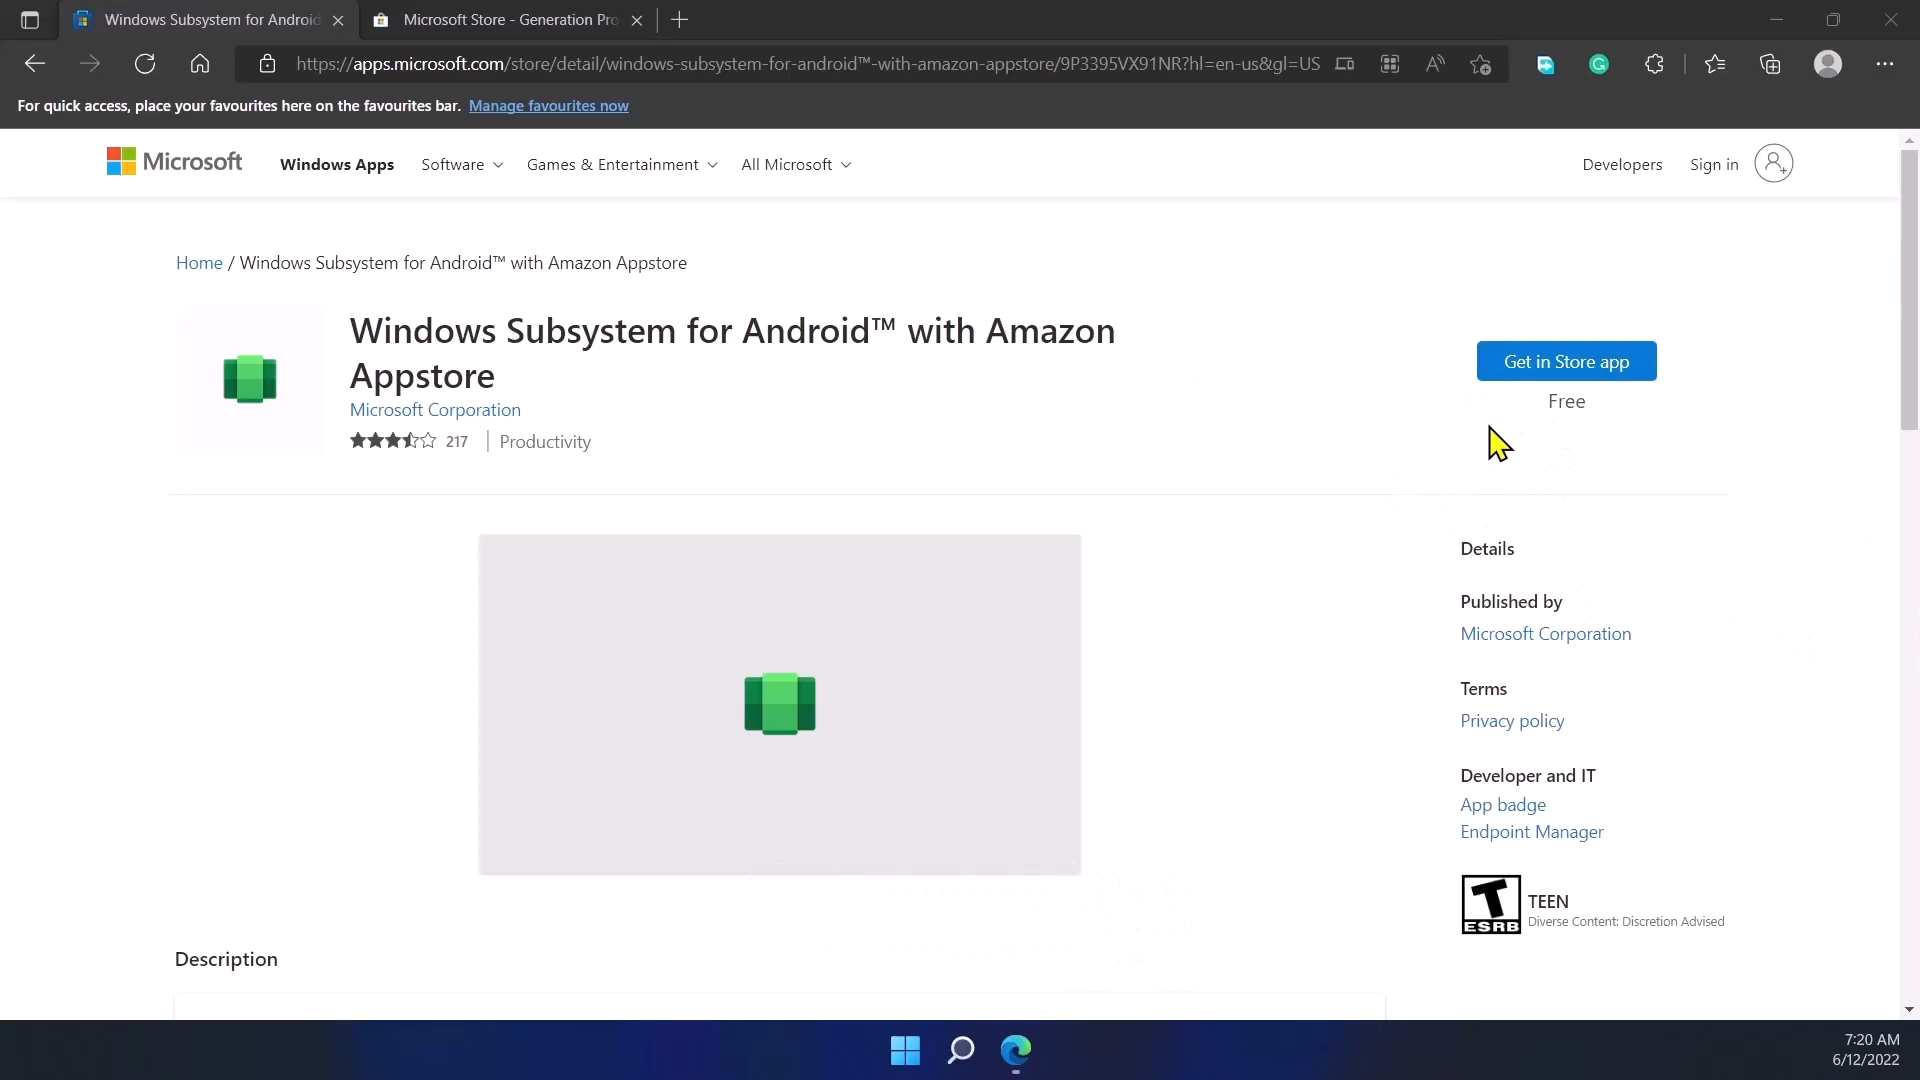 Windows Subsystem for Android
Microsoft Store - Generation Pro
https://apps.microsoft.com/store/detail/windows-subsystem-for-android™-with-amazon-appstore/9P3395VX91NR?hl=en-us&gl=US
For quick access, place your favourites here on the favourites bar. Manage favourites now
Microsoft
Windows Apps
Software
Games & Entertainment
All Microsoft
Developers
Sign in
Home / Windows Subsystem for Android™ with Amazon Appstore
Windows Subsystem for Android™ with Amazon
Appstore
Microsoft Corporation
217
Productivity
Get in Store app
Free
Details
Published by
Microsoft Corporation
Terms
Privacy policy
Developer and IT
App badge
Endpoint Manager
T
ESRB
TEEN
Diverse Content: Discretion Advised
Description
7:20 AM
6/12/2022